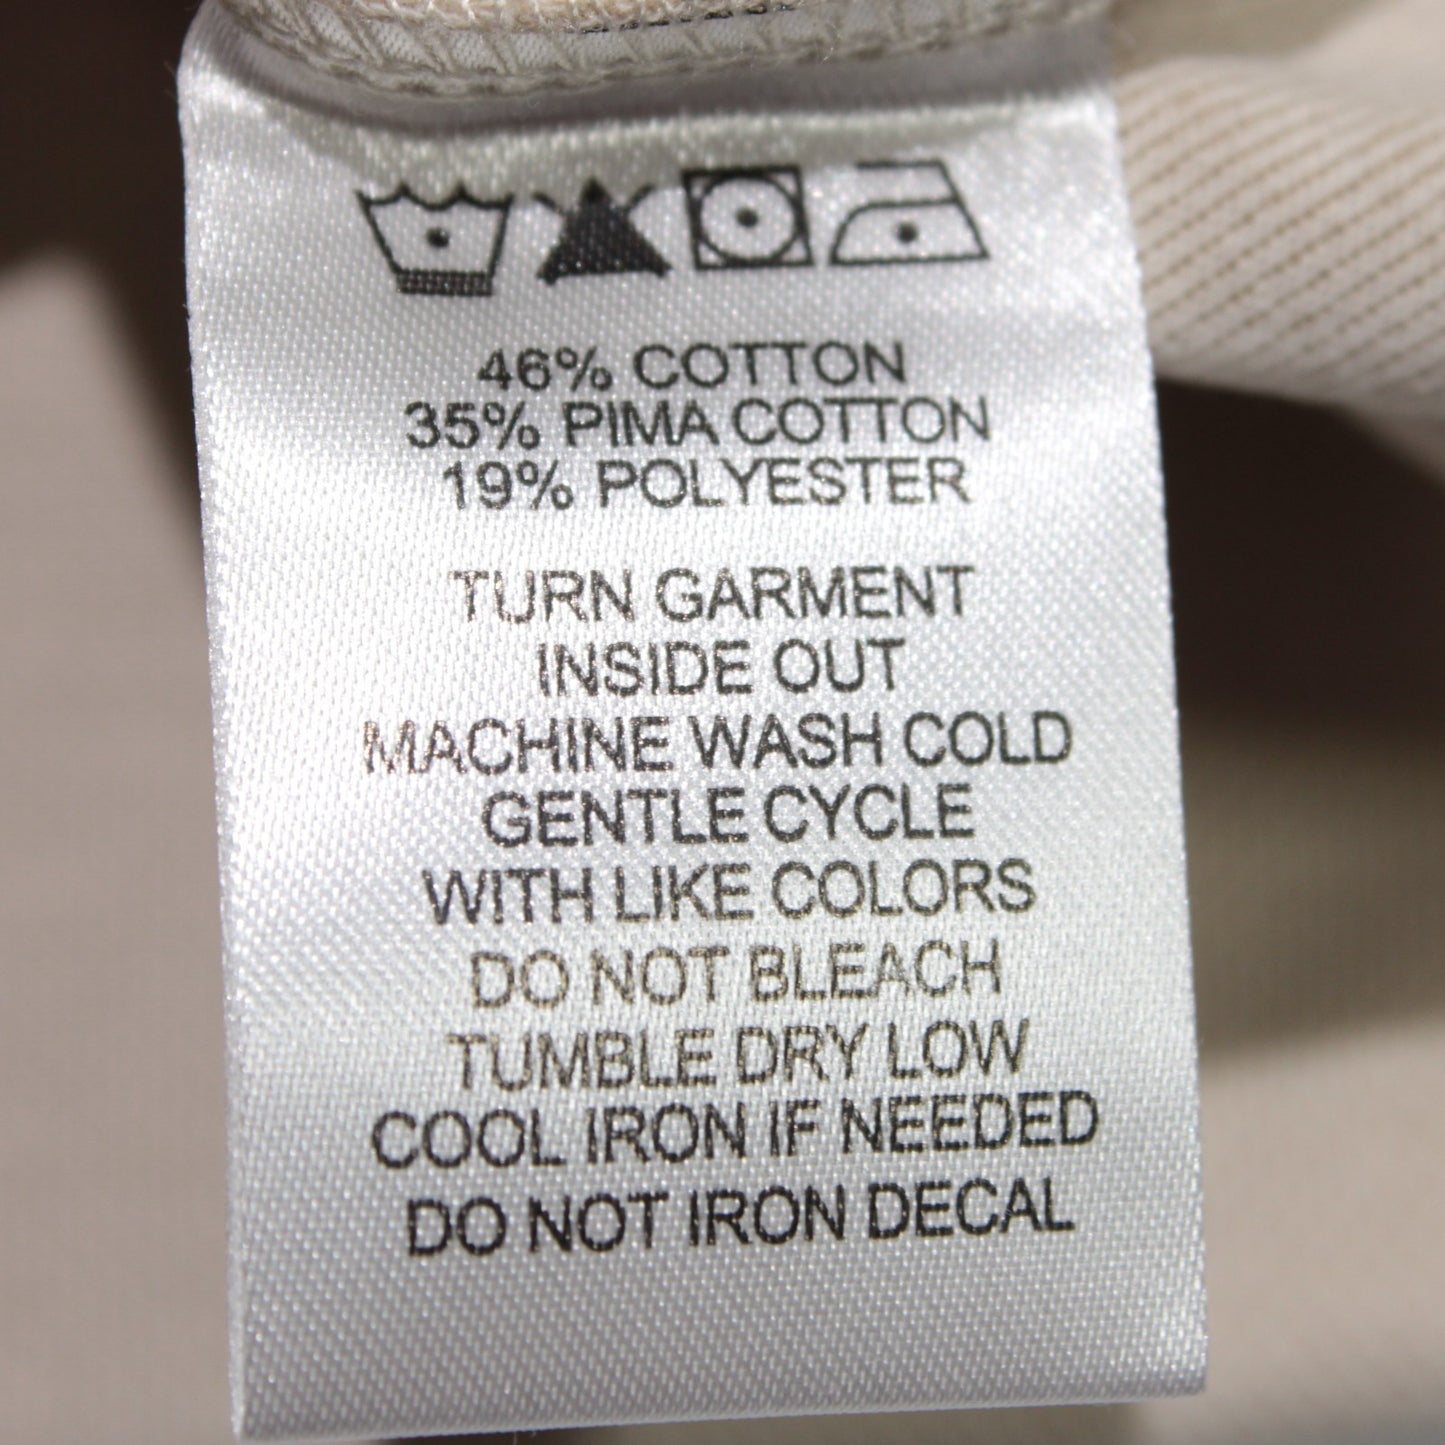 46% COTTON
35% PIMA COTTON
19% POLYESTER
TURN GARMENT
INSIDE OUT
MACHINE WASH COLD
GENTLE CYCLE
WITH LIKE COLORS
DO NOT BLEACH
TUMBLE DRY LOW
COOL IRON IF NEEDED
DO NOT IRON DECAL